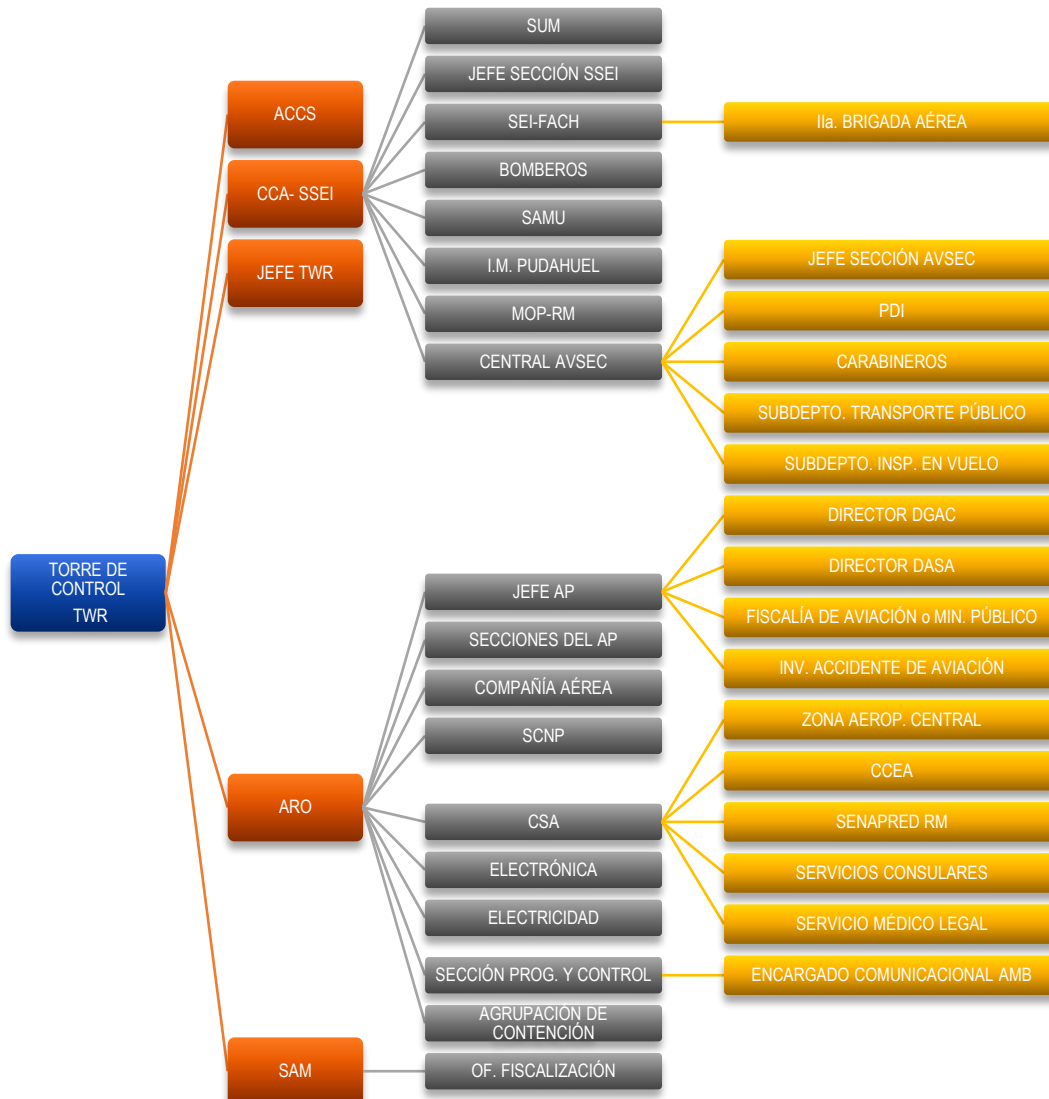 TORRE DE
CONTROL
TWR
ACCS
CCA- SSEI
JEFE TWR
ARO
SAM
SUM
JEFE SECCIÓN SSEI
SEI-FACH
BOMBEROS
SAMU
I.M. PUDAHUEL
MOP-RM
CENTRAL AVSEC
JEFE AP
SECCIONES DEL AP
COMPAÑÍA AÉREA
SCNP
CSA
ELECTRÓNICA
ELECTRICIDAD
SECCIÓN PROG. Y CONTROL
AGRUPACIÓN DE
CONTENCIÓN
OF. FISCALIZACIÓN
IIa. BRIGADA AÉREA
JEFE SECCIÓN AVSEC
PDI
CARABINEROS
SUBDEPTO. TRANSPORTE PÚBLICO
SUBDEPTO. INSP. EN VUELO
DIRECTOR DGAC
DIRECTOR DASA
FISCALÍA DE AVIACIÓN o MIN. PÚBLICO
INV. ACCIDENTE DE AVIACIÓN
ZONA AEROP. CENTRAL
CCEA
SENAPRED RM
SERVICIOS CONSULARES
SERVICIO MÉDICO LEGAL
ENCARGADO COMUNICACIONAL AMB